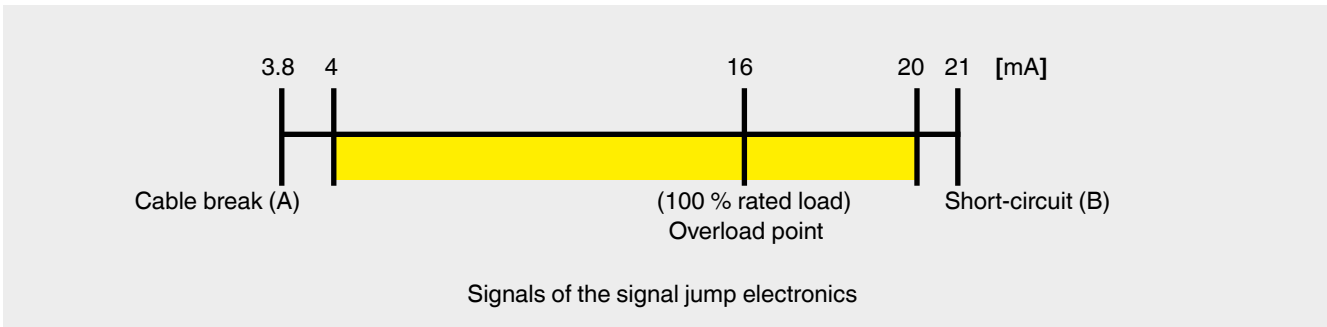 3.8 4 16 20 21 [mA]
Cable break (A) (100 % rated load) Short-circuit (B)
Overload point
Signals of the signal jump electronics